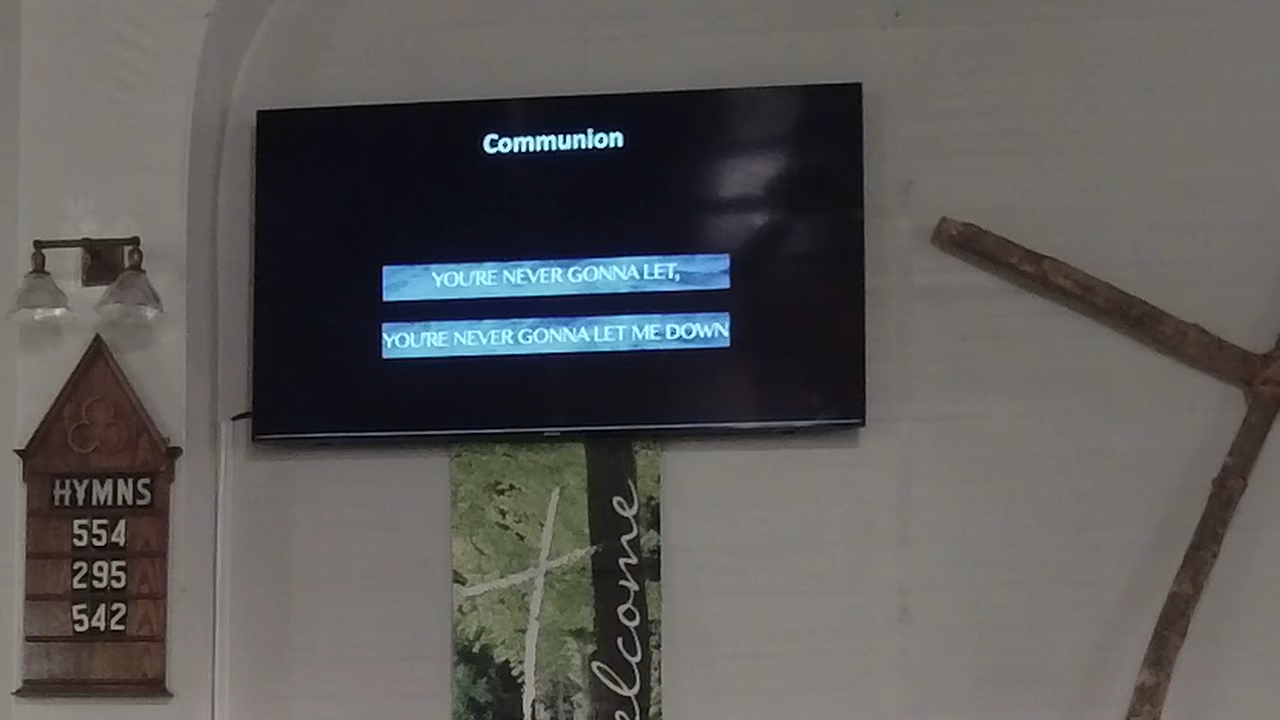 Communion
YOU'RE NEVER GONNA LET,
YOU'RE NEVER GONNA LET ME DOWN
HYMNS
554
295
542
elcome